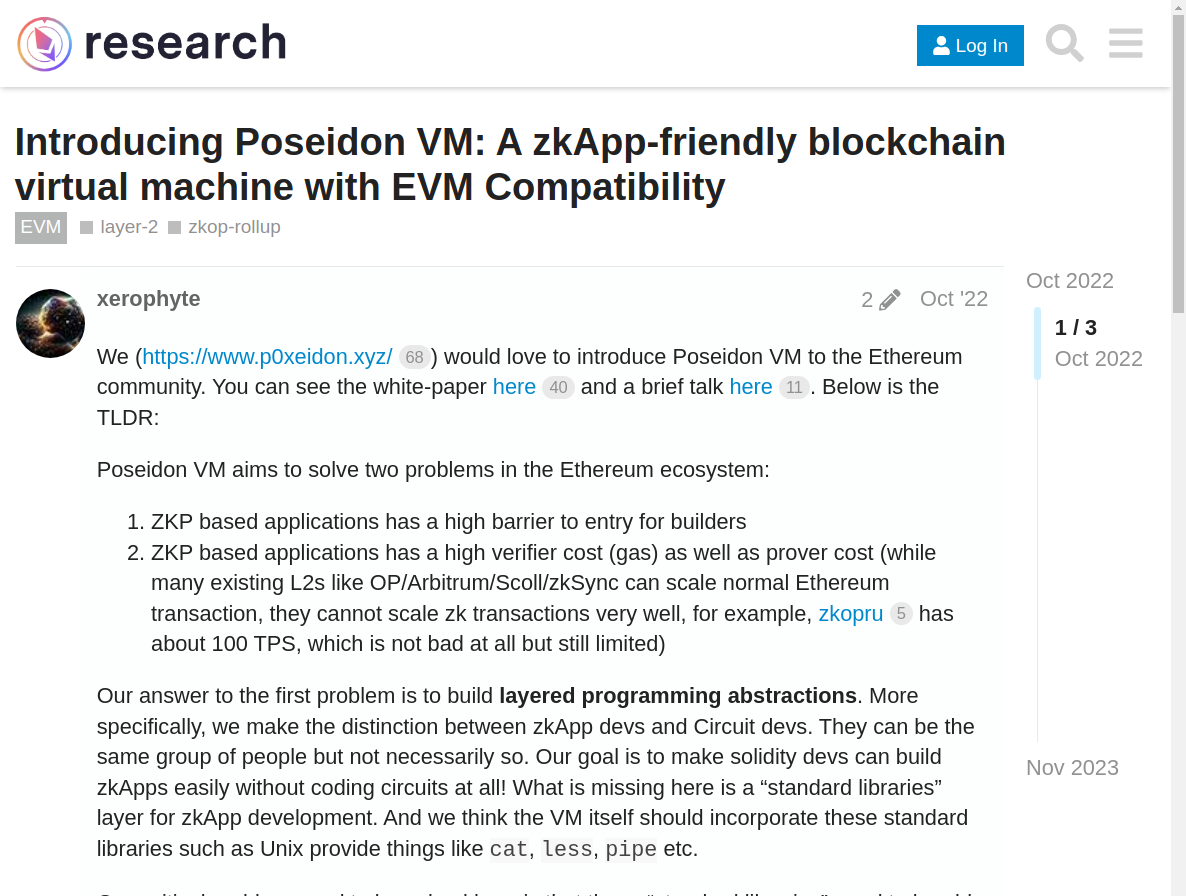 research
Log In
Introducing Poseidon VM: A zkApp-friendly blockchain
virtual machine with EVM Compatibility
EVM layer-2 zkop-rollup
xerophyte 2 Oct '22
We (https://www.p0xeidon.xyz/ 68) would love to introduce Poseidon VM to the Ethereum
community. You can see the white-paper here 40 and a brief talk here 11. Below is the
TLDR:
Poseidon VM aims to solve two problems in the Ethereum ecosystem:
1. ZKP based applications has a high barrier to entry for builders
2. ZKP based applications has a high verifier cost (gas) as well as prover cost (while
many existing L2s like OP/Arbitrum/Scoll/zkSync can scale normal Ethereum
transaction, they cannot scale zk transactions very well, for example, zkopru 5 has
about 100 TPS, which is not bad at all but still limited)
Our answer to the first problem is to build layered programming abstractions. More
specifically, we make the distinction between zkApp devs and Circuit devs. They can be the
same group of people but not necessarily so. Our goal is to make solidity devs can build
zkApps easily without coding circuits at all! What is missing here is a “standard libraries”
layer for zkApp development. And we think the VM itself should incorporate these standard
libraries such as Unix provide things like cat, less, pipe etc.
Oct 2022
1 / 3
Oct 2022
Nov 2023